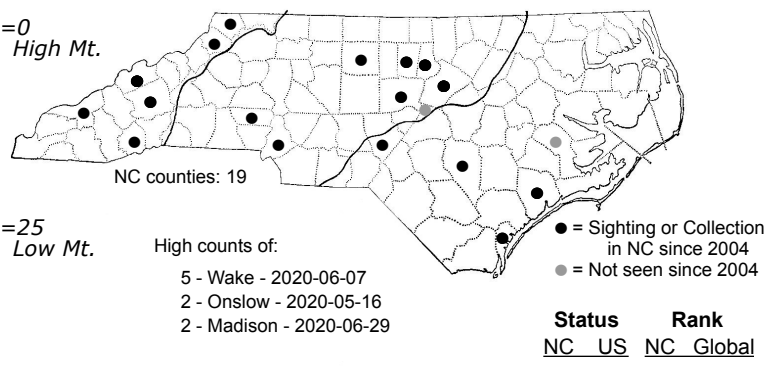 =0
High Mt.
NC counties: 19
=25
Low Mt.
High counts of:
5 - Wake - 2020-06-07
2 - Onslow - 2020-05-16
2 - Madison - 2020-06-29
= Sighting or Collection
in NC since 2004
= Not seen since 2004
Status Rank
NC US NC Global